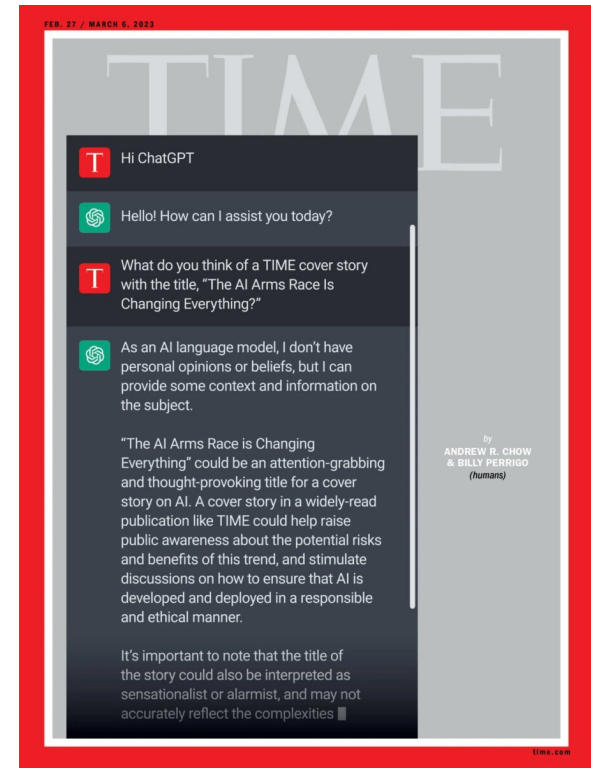 FEB. 27 / MARCH 6, 2023
TIME
T
Hi ChatGPT
Hello! How can I assist you today?
T
What do you think of a TIME cover story
with the title, “The AI Arms Race Is
Changing Everything?”
As an AI language model, I don’t have
personal opinions or beliefs, but I can
provide some context and information on
the subject.
“The AI Arms Race is Changing
Everything” could be an attention-grabbing
and thought-provoking title for a cover
story on AI. A cover story in a widely-read
publication like TIME could help raise
public awareness about the potential risks
and benefits of this trend, and stimulate
discussions on how to ensure that AI is
developed and deployed in a responsible
and ethical manner.
It’s important to note that the title of
the story could also be interpreted as
sensationalist or alarmist, and may not
accurately reflect the complexities
by
ANDREW R. CHOW
& BILLY PERRIGO
(humans)
time.com